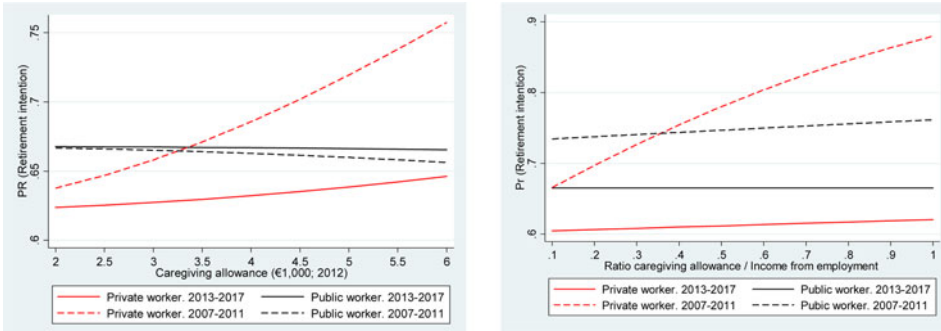 PR (Retirement intention)
.75
.7
.65
.6
2 2.5 3 3.5 4 4.5 5 5.5 6
Caregiving allowance (€1,000; 2012)
Private worker. 2013-2017 Public worker. 2013-2017
Private worker. 2007-2011 Public worker. 2007-2011
Pr (Retirement intention)
.9
.8
.7
.6
.1 .2 .3 .4 .5 .6 .7 .8 .9 1
Ratio caregiving allowance / Income from employment
Private worker. 2013-2017 Public worker. 2013-2017
Private worker. 2007-2011 Pubic worker. 2007-2011